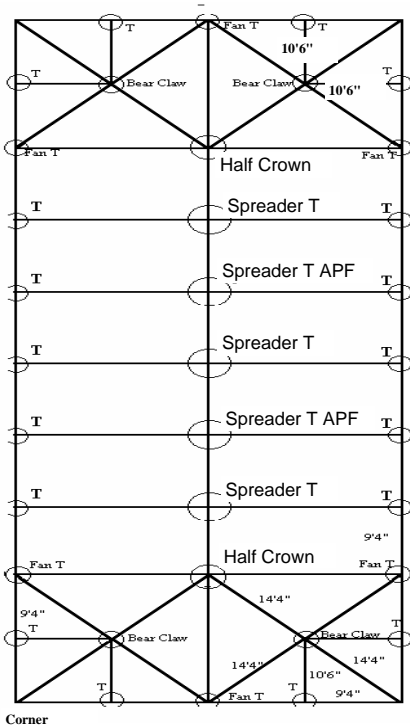 Fan T
T
T
10'6"
T
Bear Claw
Bear Claw
T
10'6"
Fan T
Fan T
Half Crown
T
Spreader T
T
T
Spreader T APF
T
T
Spreader T
T
T
Spreader T APF
T
T
Spreader T
T
9'4"
Half Crown
Fan T
Fan T
14'4"
9'4"
T
Bear Claw
Bear Claw
T
14'4"
14'4"
10'6"
T
T
9'4"
Fan T
Corner